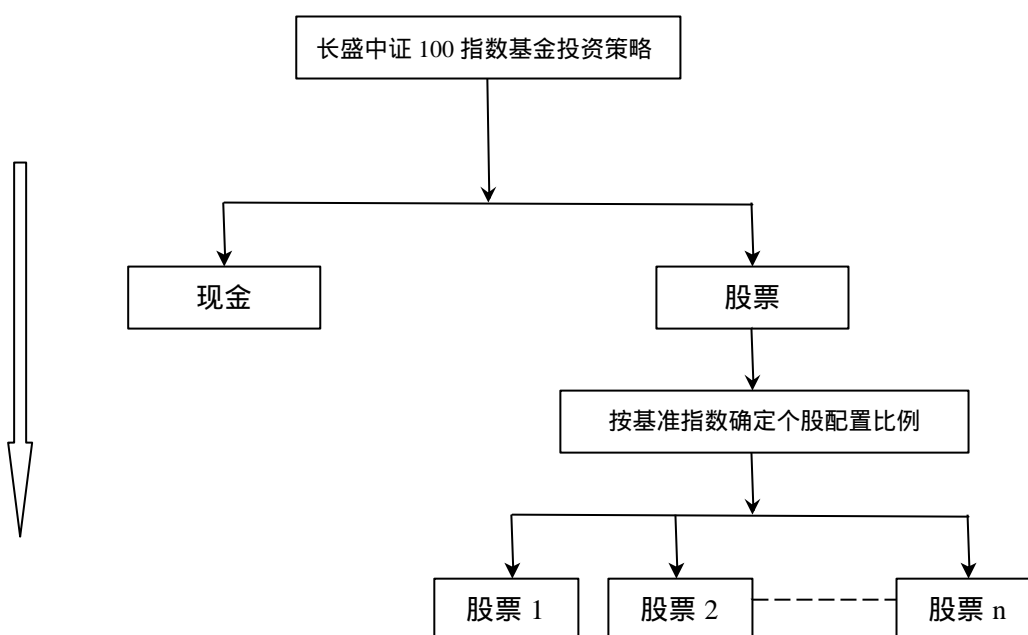 长盛中证 100 指数基金投资策略
现金
股票
按基准指数确定个股配置比例
股票 1
股票 2
股票 n